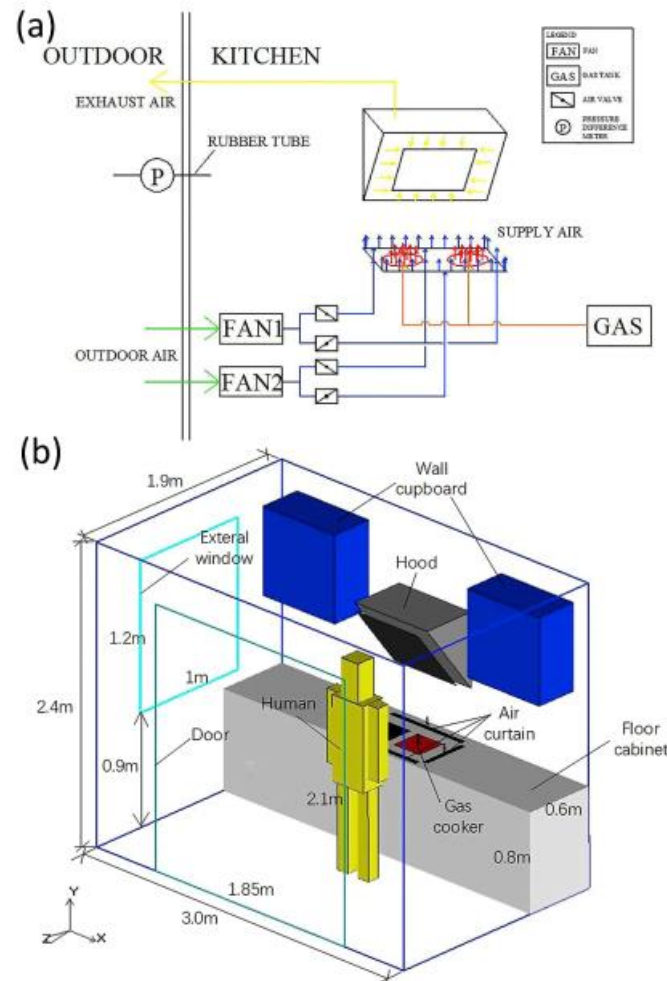 (a)
OUTDOOR KITCHEN
EXHAUST AIR
RUBBER TUBE
P
LEGEND
FAN FAN
GAS GAS TANK
AIR VALVE
P PRESSURE
DIFFERENCE
METER
SUPPLY AIR
FAN1
OUTDOOR AIR
FAN2
GAS
(b)
1.9m
Wall
cupboard
Exteral
window
Hood
1.2m
1m
2.4m
Human
Air
curtain
Door
Floor
cabinet
0.9m
2.1m
Gas
cooker
0.6m
0.8m
1.85m
3.0m
Y
Z X